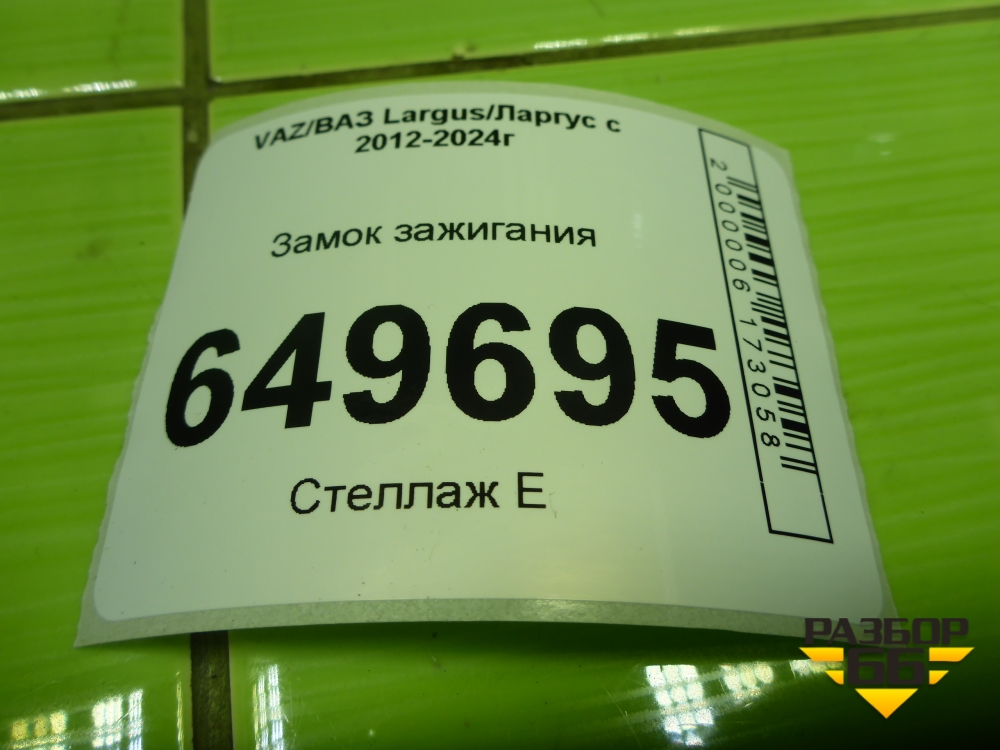 VAZ/ВАЗ Largus/Ларгус с
2012-2024г
Замок зажигания
649695
Стеллаж Е
2000006173058
РАЗБОР
66